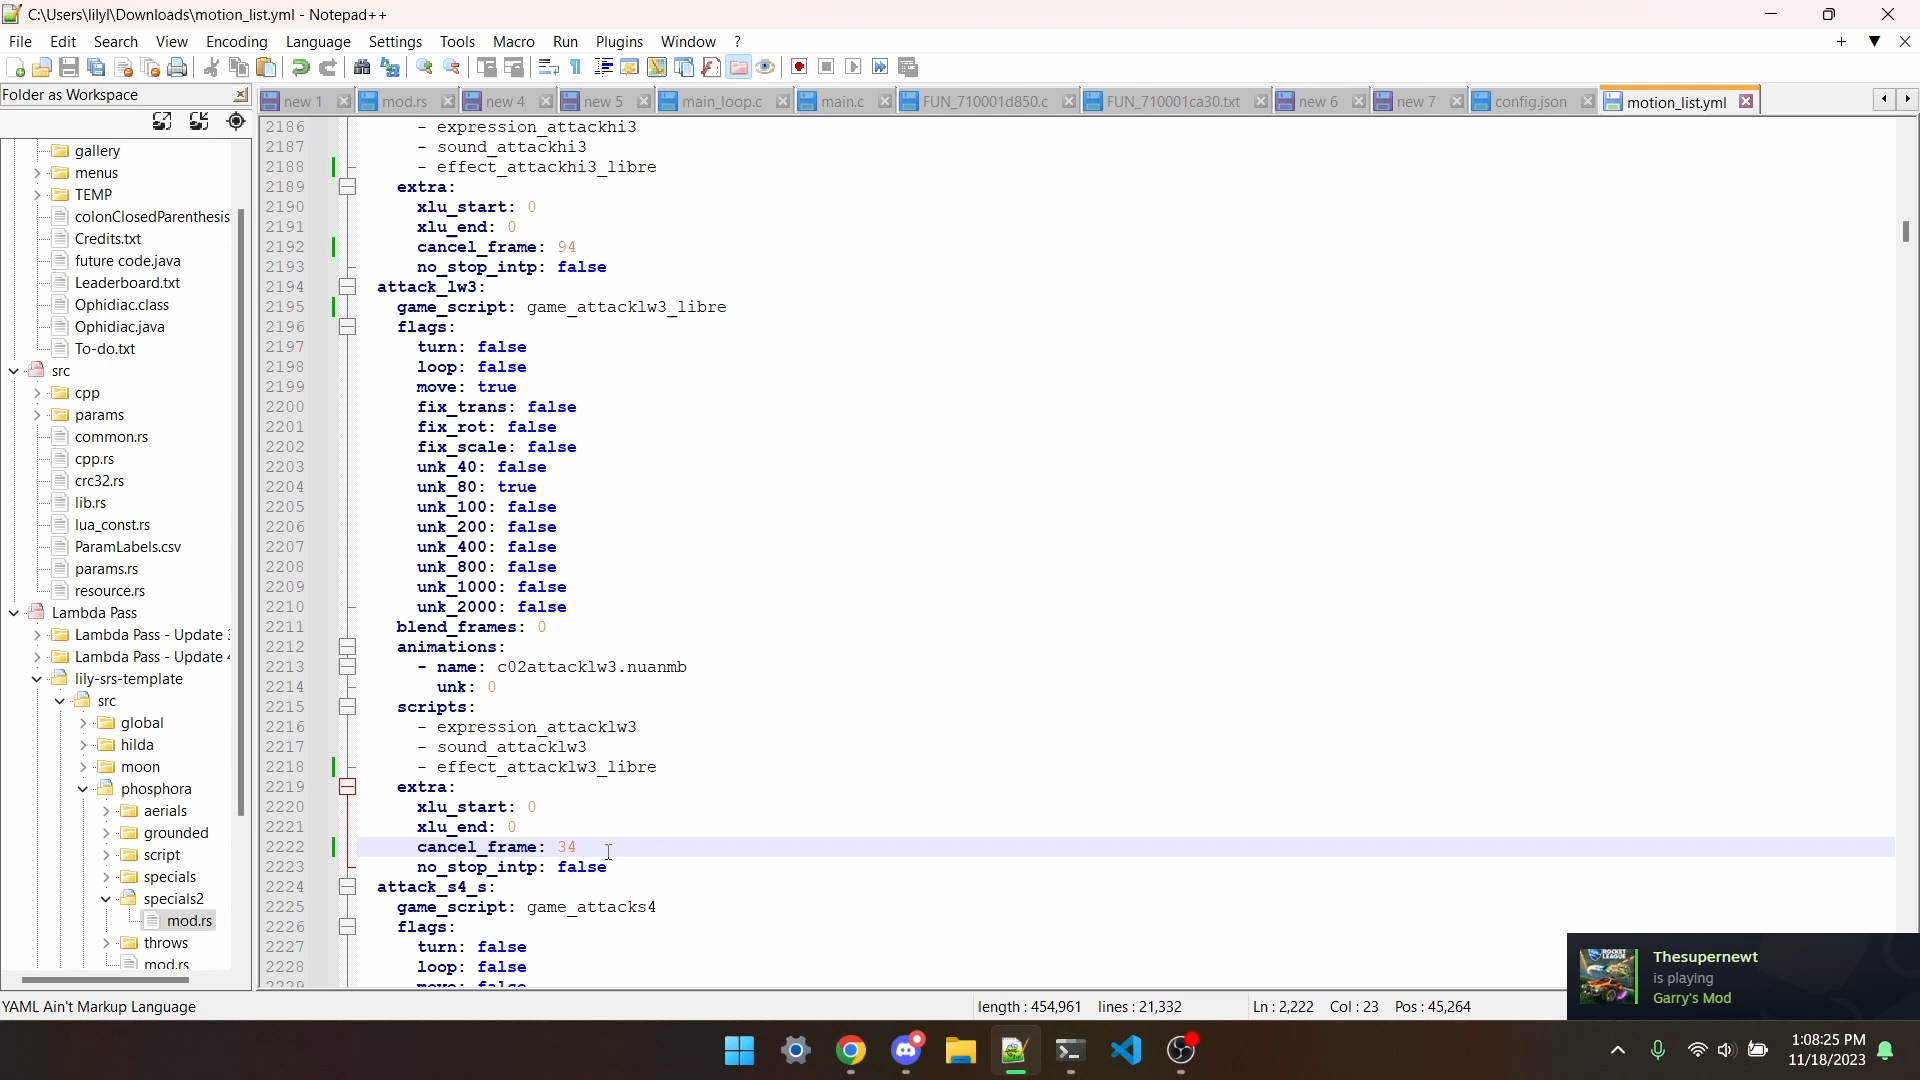 C:\Users\lilyl\Downloads\motion_list.yml - Notepad++
File Edit Search View Encoding Language Settings Tools Macro Run Plugins Window ?
Folder as Workspace
new 1 mod.rs new 4 new 5 main_loop.c main.c FUN_710001d850.c FUN_710001ca30.txt new 6 new 7 config.json motion_list.yml
gallery
menus
TEMP
colonClosedParenthesis
Credits.txt
future code.java
Leaderboard.txt
Ophidiac.class
Ophidiac.java
To-do.txt
src
cpp
params
common.rs
cpp.rs
crc32.rs
lib.rs
lua_const.rs
ParamLabels.csv
params.rs
resource.rs
Lambda Pass
Lambda Pass - Update 3
Lambda Pass - Update 4
lily-srs-template
src
global
hilda
moon
phosphora
aerials
grounded
script
specials
specials2
mod.rs
throws
mod.rs
2186 - expression_attackhi3
2187 - sound_attackhi3
2188 - effect_attackhi3_libre
2189 extra:
2190 xlu_start: 0
2191 xlu_end: 0
2192 cancel_frame: 94
2193 no_stop_intp: false
2194 attack_lw3:
2195 game_script: game_attacklw3_libre
2196 flags:
2197 turn: false
2198 loop: false
2199 move: true
2200 fix_trans: false
2201 fix_rot: false
2202 fix_scale: false
2203 unk_40: false
2204 unk_80: true
2205 unk_100: false
2206 unk_200: false
2207 unk_400: false
2208 unk_800: false
2209 unk_1000: false
2210 unk_2000: false
2211 blend_frames: 0
2212 animations:
2213 - name: c02attacklw3.nuanmb
2214 unk: 0
2215 scripts:
2216 - expression_attacklw3
2217 - sound_attacklw3
2218 - effect_attacklw3_libre
2219 extra:
2220 xlu_start: 0
2221 xlu_end: 0
2222 cancel_frame: 34
2223 no_stop_intp: false
2224 attack_s4_s:
2225 game_script: game_attacks4
2226 flags:
2227 turn: false
2228 loop: false
2229 move: false
ROCKET LEAGUE
Thesupernewt
is playing
Garry's Mod
YAML Ain't Markup Language length : 454,961 lines : 21,332 Ln : 2,222 Col : 23 Pos : 45,264
1:08:25 PM
11/18/2023